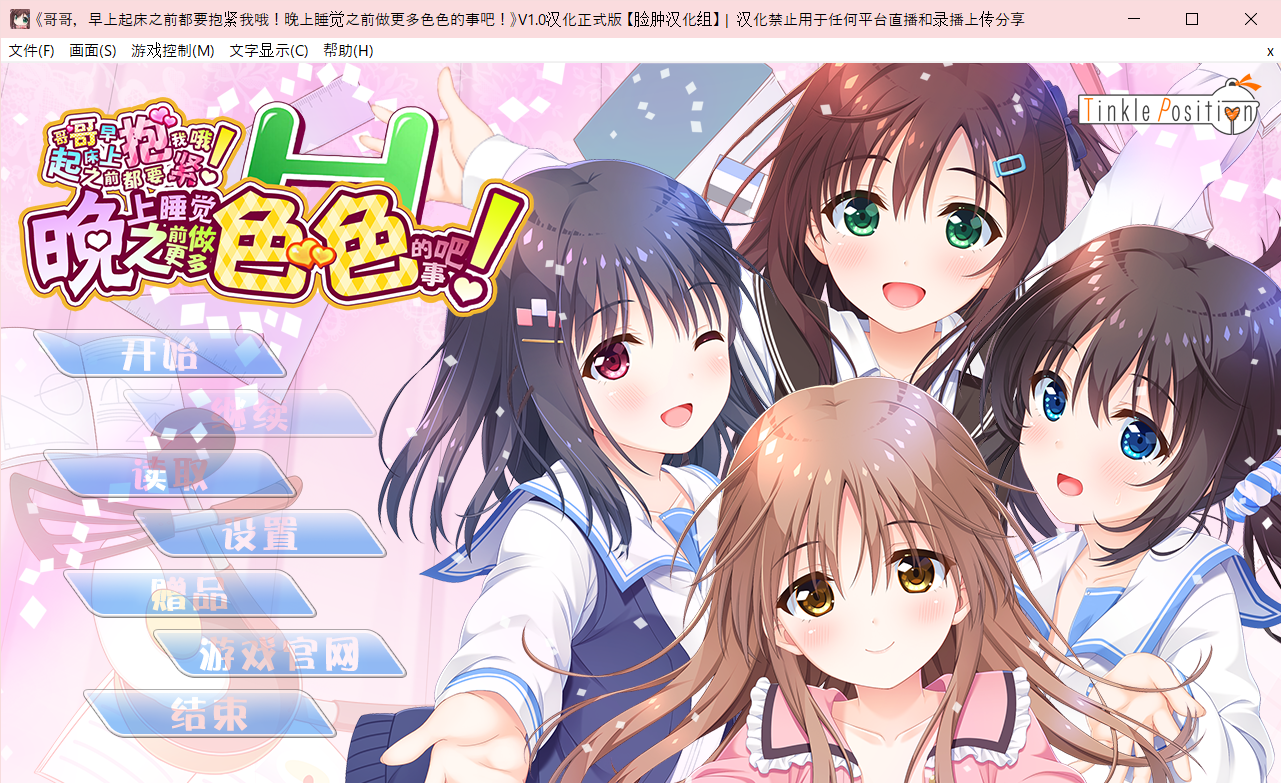 《哥哥，早上起床之前都要抱紧我哦！晚上睡觉之前做更多色色的事吧！》V1.0汉化正式版【脸肿汉化组】| 汉化禁止用于任何平台直播和录播上传分享
文件(F) 画面(S) 游戏控制(M) 文字显示(C) 帮助(H) x
哥哥早上起床之前都要抱紧我哦!
H
晚上睡觉之前做更多色色的事吧!
Tinkle Position
开始
继续
读取
设置
赠品
游戏官网
结束